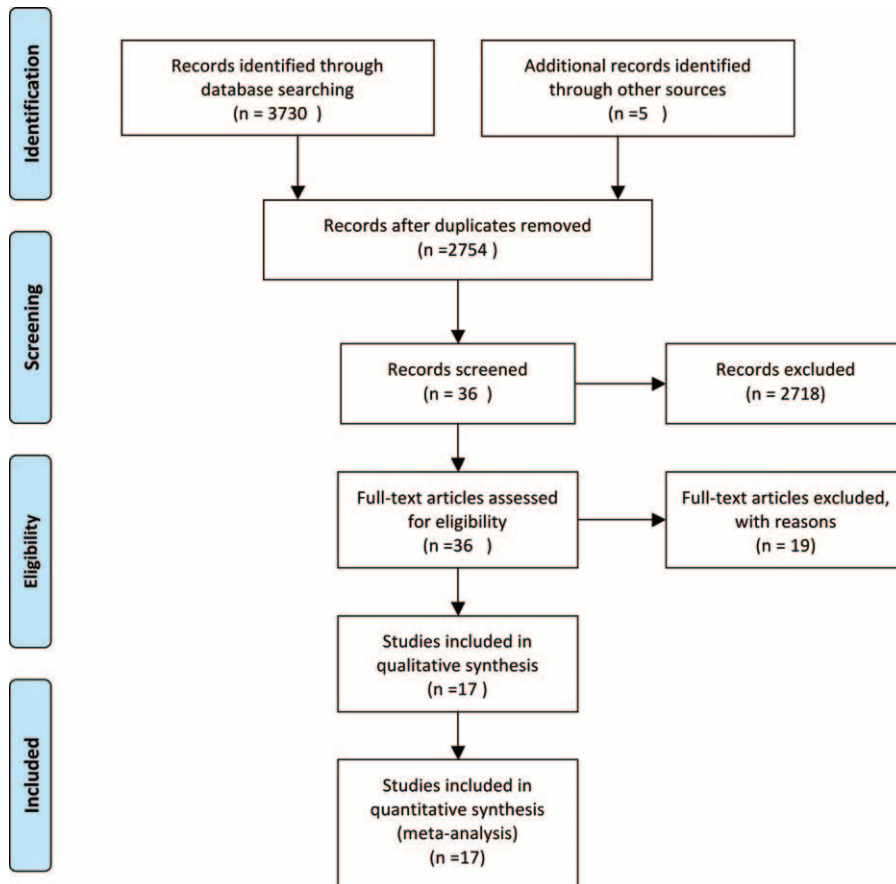 Identification
Records identified through
database searching
(n = 3730 )
Additional records identified
through other sources
(n =5 )
Records after duplicates removed
(n =2754 )
Screening
Records screened
(n = 36 )
Records excluded
(n = 2718)
Eligibility
Full-text articles assessed
for eligibility
(n =36 )
Full-text articles excluded,
with reasons
(n = 19)
Studies included in
qualitative synthesis
(n =17 )
Included
Studies included in
quantitative synthesis
(meta-analysis)
(n =17)